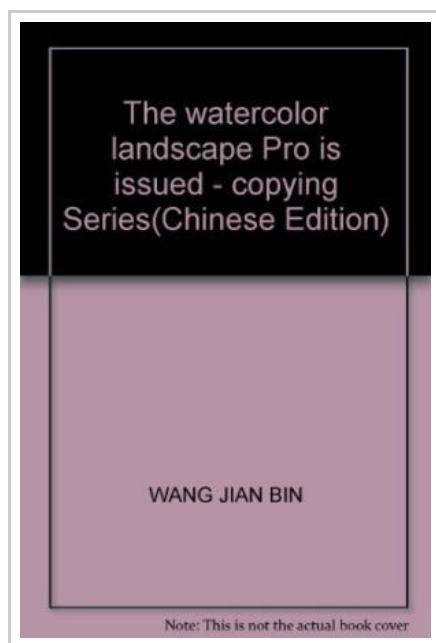 The watercolor
landscape Pro is
issued - copying
Series(Chinese Edition)
WANG JIAN BIN
Note: This is not the actual book cover